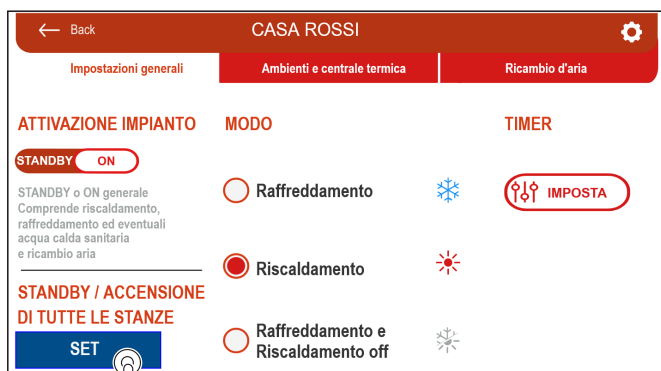 Back
CASA ROSSI
Impostazioni generali
Ambienti e centrale termica
Ricambio d'aria
ATTIVAZIONE IMPIANTO
STANDBY ON
STANDBY o ON generale
Comprende riscaldamento,
raffreddamento ed eventuali
acqua calda sanitaria
e ricambio aria
STANDBY / ACCENSIONE
DI TUTTE LE STANZE
SET
MODO
Raffreddamento
Riscaldamento
Raffreddamento e
Riscaldamento off
TIMER
IMPOSTA